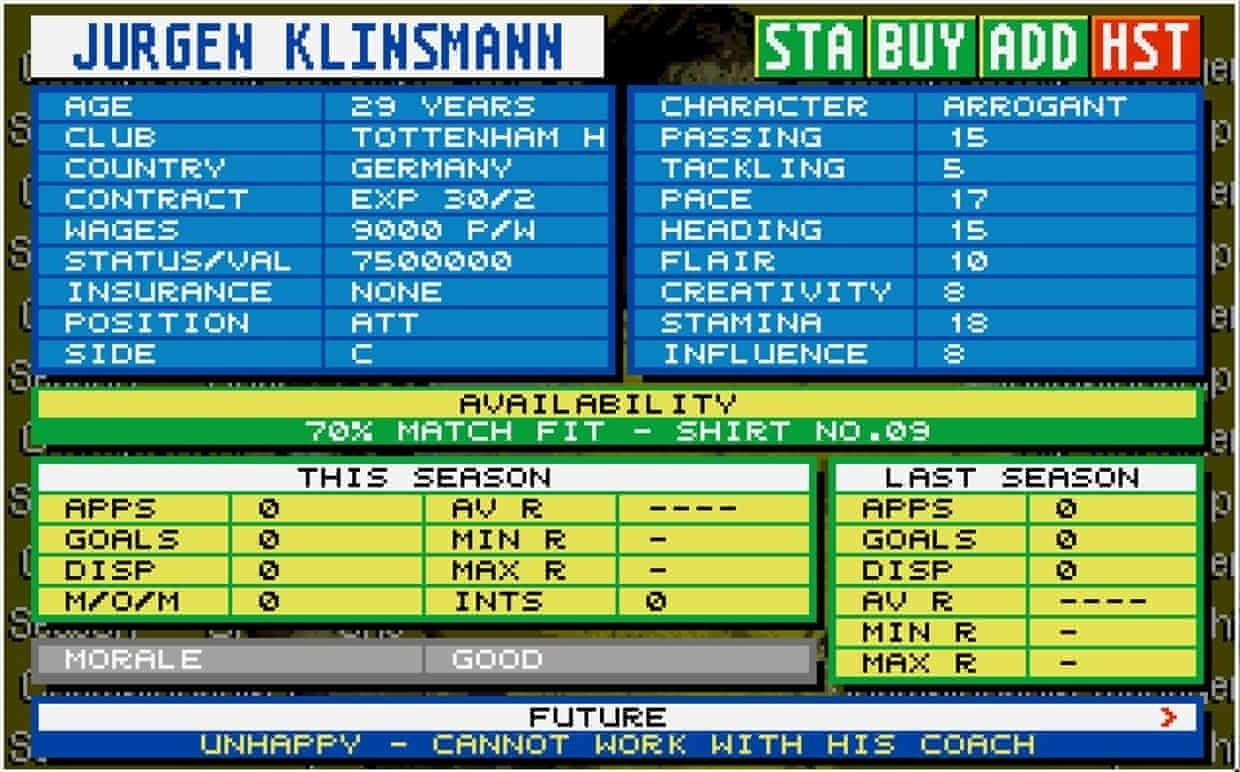 JURGEN KLINSMANN STA BUY ADD HST
AGE 29 YEARS
CLUB TOTTENHAM H
COUNTRY GERMANY
CONTRACT EXP 30/2
WAGES 9000 P/W
STATUS/VAL 7500000
INSURANCE NONE
POSITION ATT
SIDE C
CHARACTER ARROGANT
PASSING 15
TACKLING 5
PACE 17
HEADING 15
FLAIR 10
CREATIVITY 8
STAMINA 18
INFLUENCE 8
AVAILABILITY
70% MATCH FIT - SHIRT NO.09
THIS SEASON
APPS 0 AV R ----
GOALS 0 MIN R -
DISP 0 MAX R -
M/O/M 0 INTS 0
LAST SEASON
APPS 0
GOALS 0
DISP 0
AV R ----
MIN R -
MAX R -
MORALE GOOD
FUTURE >
UNHAPPY - CANNOT WORK WITH HIS COACH